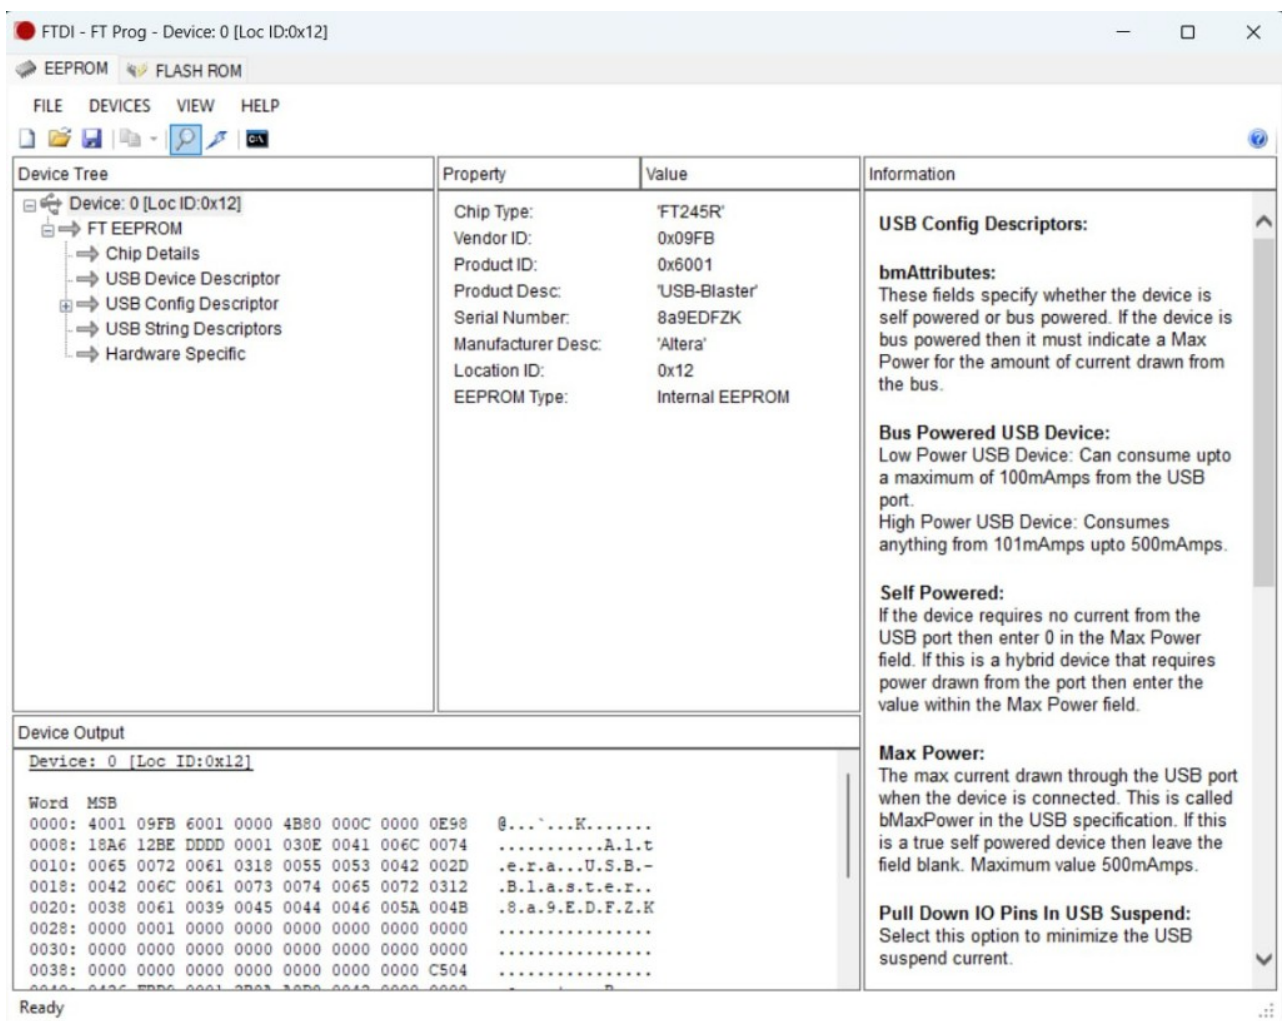 FTDI - FT Prog - Device: 0 [Loc ID:0x12]
EEPROM FLASH ROM
FILE DEVICES VIEW HELP
Device Tree
Device: 0 [Loc ID:0x12]
FT EEPROM
Chip Details
USB Device Descriptor
USB Config Descriptor
USB String Descriptors
Hardware Specific
Property Value
Chip Type: 'FT245R'
Vendor ID: 0x09FB
Product ID: 0x6001
Product Desc: 'USB-Blaster'
Serial Number: 8a9EDFZK
Manufacturer Desc: 'Altera'
Location ID: 0x12
EEPROM Type: Internal EEPROM
Information
USB Config Descriptors:
bmAttributes:
These fields specify whether the device is
self powered or bus powered. If the device is
bus powered then it must indicate a Max
Power for the amount of current drawn from
the bus.
Bus Powered USB Device:
Low Power USB Device: Can consume upto
a maximum of 100mAmps from the USB
port.
High Power USB Device: Consumes
anything from 101mAmps upto 500mAmps.
Self Powered:
If the device requires no current from the
USB port then enter 0 in the Max Power
field. If this is a hybrid device that requires
power drawn from the port then enter the
value within the Max Power field.
Max Power:
The max current drawn through the USB port
when the device is connected. This is called
bMaxPower in the USB specification. If this
is a true self powered device then leave the
field blank. Maximum value 500mAmps.
Pull Down IO Pins In USB Suspend:
Select this option to minimize the USB
suspend current.
Device Output
Device: 0 [Loc ID:0x12]
Word MSB
0000: 4001 09FB 6001 0000 4B80 000C 0000 0E98 @...`...K.......
0008: 18A6 12BE DDDD 0001 030E 0041 006C 0074 ...........A.l.t
0010: 0065 0072 0061 0318 0055 0053 0042 002D .e.r.a...U.S.B.-
0018: 0042 006C 0061 0073 0074 0065 0072 0312 .B.l.a.s.t.e.r..
0020: 0038 0061 0039 0045 0044 0046 005A 004B .8.a.9.E.D.F.Z.K
0028: 0000 0001 0000 0000 0000 0000 0000 0000 ................
0030: 0000 0000 0000 0000 0000 0000 0000 0000 ................
0038: 0000 0000 0000 0000 0000 0000 0000 C504 ................
Ready